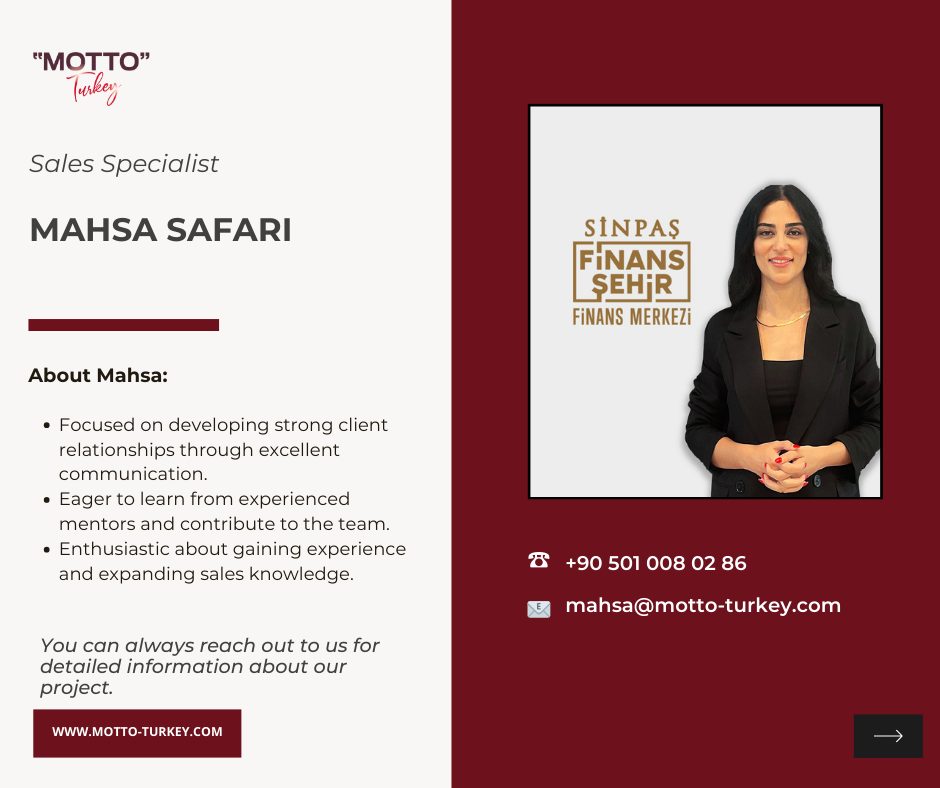 "MOTTO"
Turkey
Sales Specialist
MAHSA SAFARI
About Mahsa:
Focused on developing strong client
relationships through excellent
communication.
Eager to learn from experienced
mentors and contribute to the team.
Enthusiastic about gaining experience
and expanding sales knowledge.
You can always reach out to us for
detailed information about our
project.
WWW.MOTTO-TURKEY.COM
SİNPAŞ
FİNANS
ŞEHİR
FİNANS MERKEZİ
+90 501 008 02 86
E
mahsa@motto-turkey.com